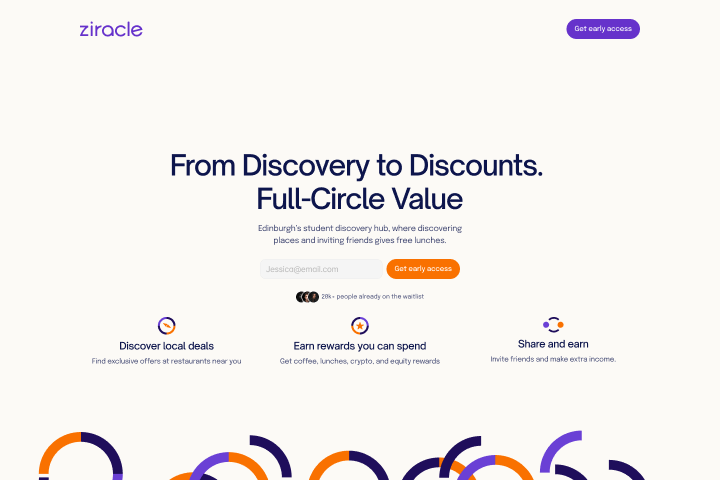 ziracle
Get early access
From Discovery to Discounts.
Full-Circle Value
Edinburgh's student discovery hub, where discovering
places and inviting friends gives free lunches.
Jessica@email.com
Get early access
28k+ people already on the waitlist
Discover local deals
Find exclusive offers at restaurants near you
Earn rewards you can spend
Get coffee, lunches, crypto, and equity rewards
Share and earn
Invite friends and make extra income.